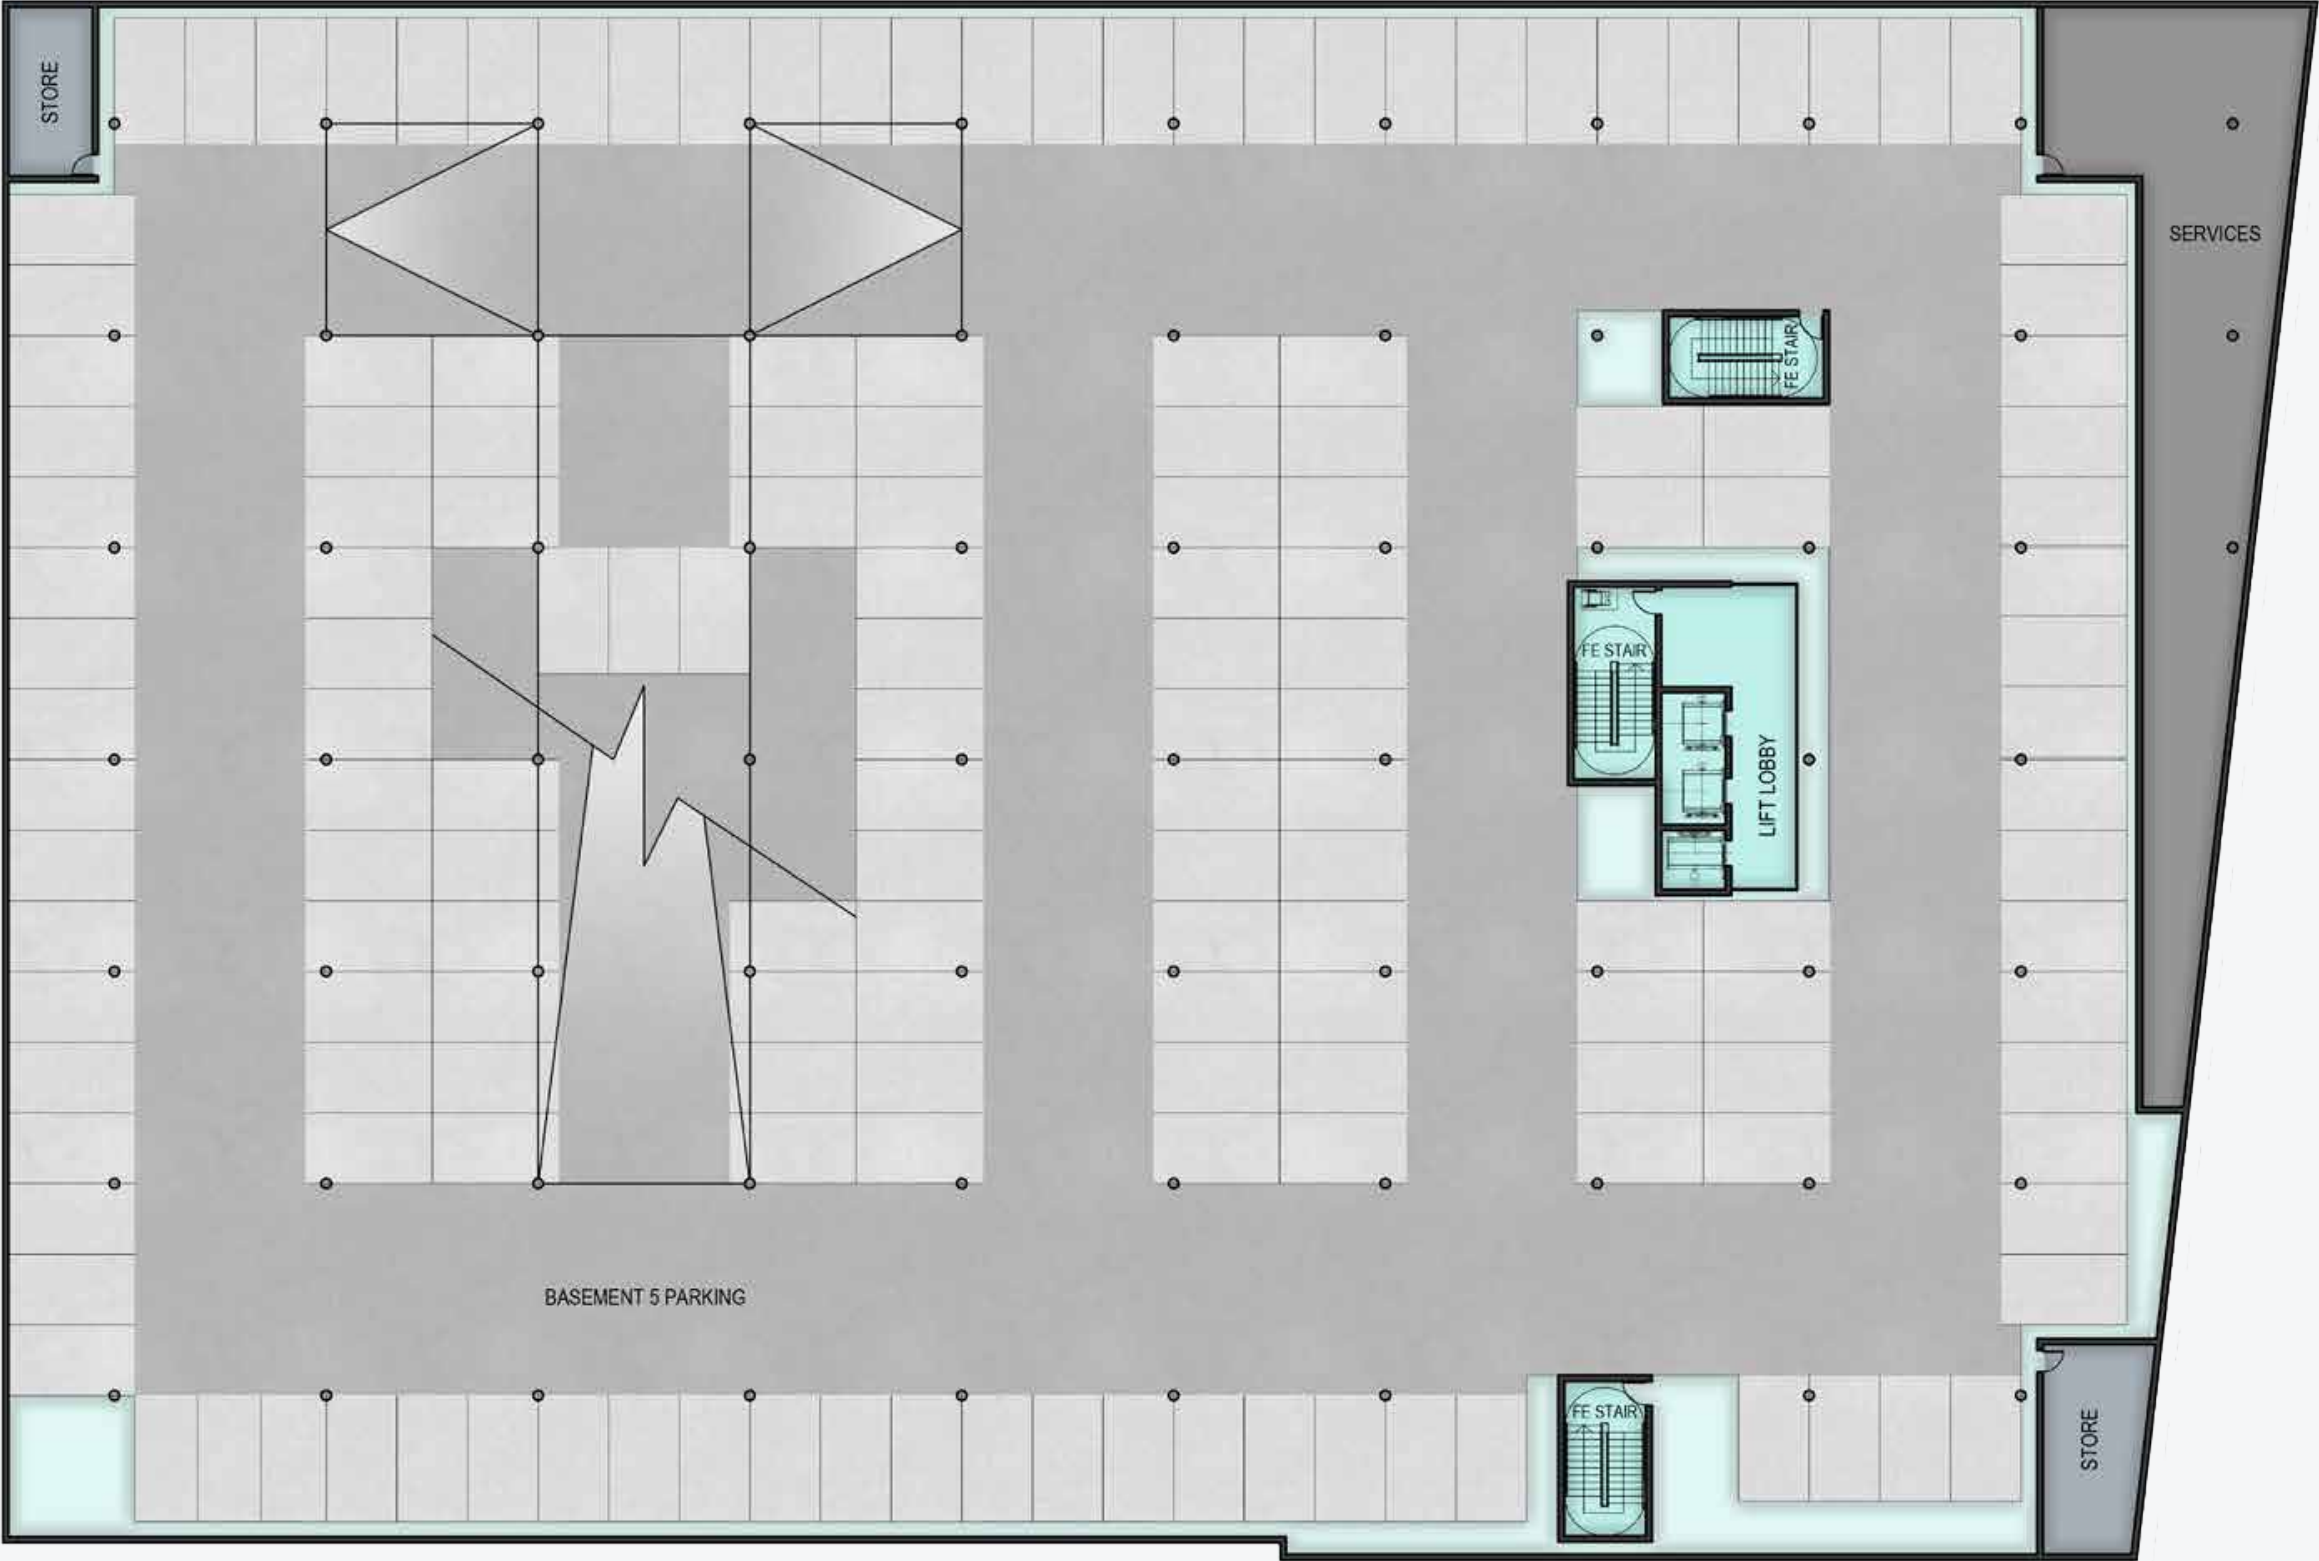 STORE
SERVICES
FE STAIR
FE STAIR
LIFT LOBBY
BASEMENT 5 PARKING
FE STAIR
STORE